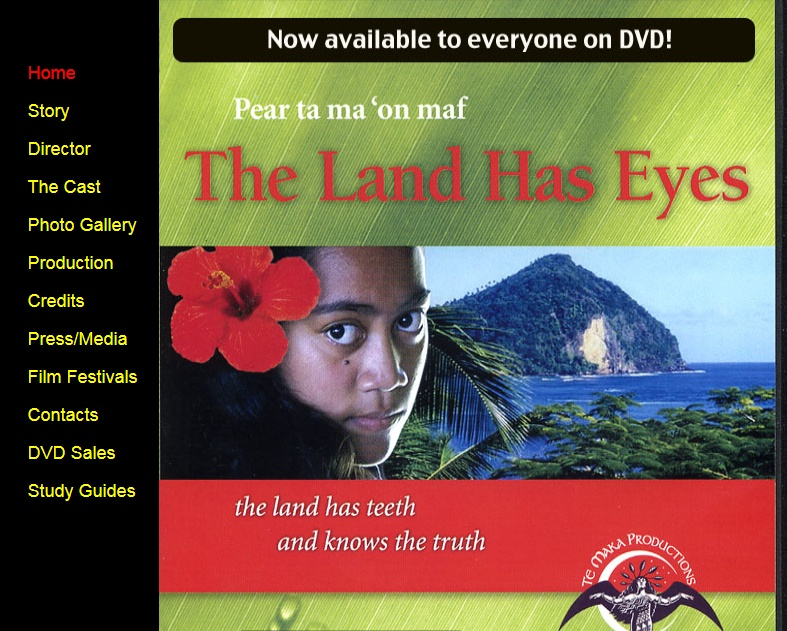 Home
Story
Director
The Cast
Photo Gallery
Production
Credits
Press/Media
Film Festivals
Contacts
DVD Sales
Study Guides
Now available to everyone on DVD!
Pear ta ma ‘on maf
The Land Has Eyes
the land has teeth
and knows the truth
TE MAKA PRODUCTIONS